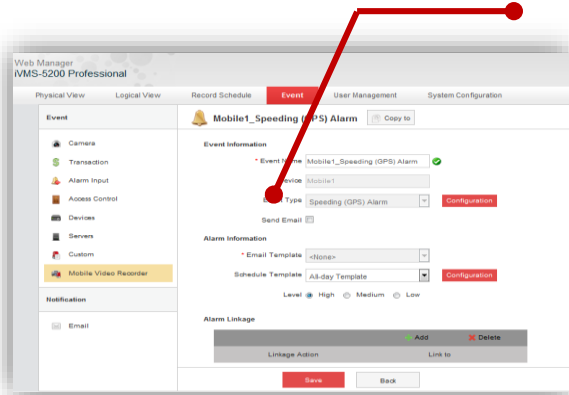 Web Manager
iVMS-5200 Professional
Physical View Logical View Record Schedule Event User Management System Configuration
Event
Camera
Transaction
Alarm Input
Access Control
Devices
Servers
Custom
Mobile Video Recorder
Notification
Email
Mobile1_Speeding (GPS) Alarm Copy to
Event Information
* Event Name Mobile1_Speeding (GPS) Alarm
Device Mobile1
Event Type Speeding (GPS) Alarm Configuration
Send Email
Alarm Information
* Email Template <None>
Schedule Template All-day Template Configuration
Level High Medium Low
Alarm Linkage
Add Delete
Linkage Action Link to
Save Back